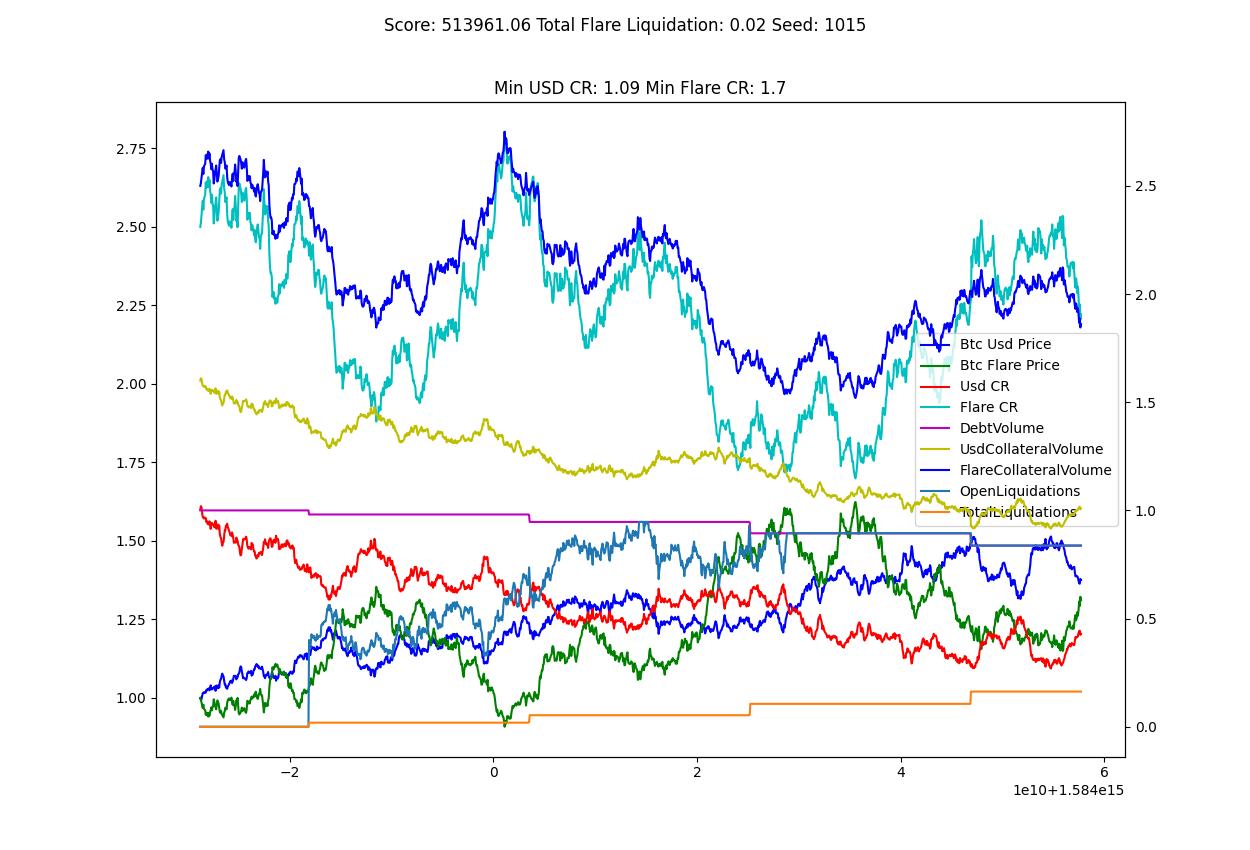 Score: 513961.06 Total Flare Liquidation: 0.02 Seed: 1015
Min USD CR: 1.09 Min Flare CR: 1.7
2.75
2.50
2.25
2.00
1.75
1.50
1.25
1.00
2.5
2.0
1.5
1.0
0.5
0.0
Btc Usd Price
Btc Flare Price
Usd CR
Flare CR
DebtVolume
UsdCollateralVolume
FlareCollateralVolume
OpenLiquidations
TotalLiquidations
−2
0
2
4
6
1e10+1.584e15